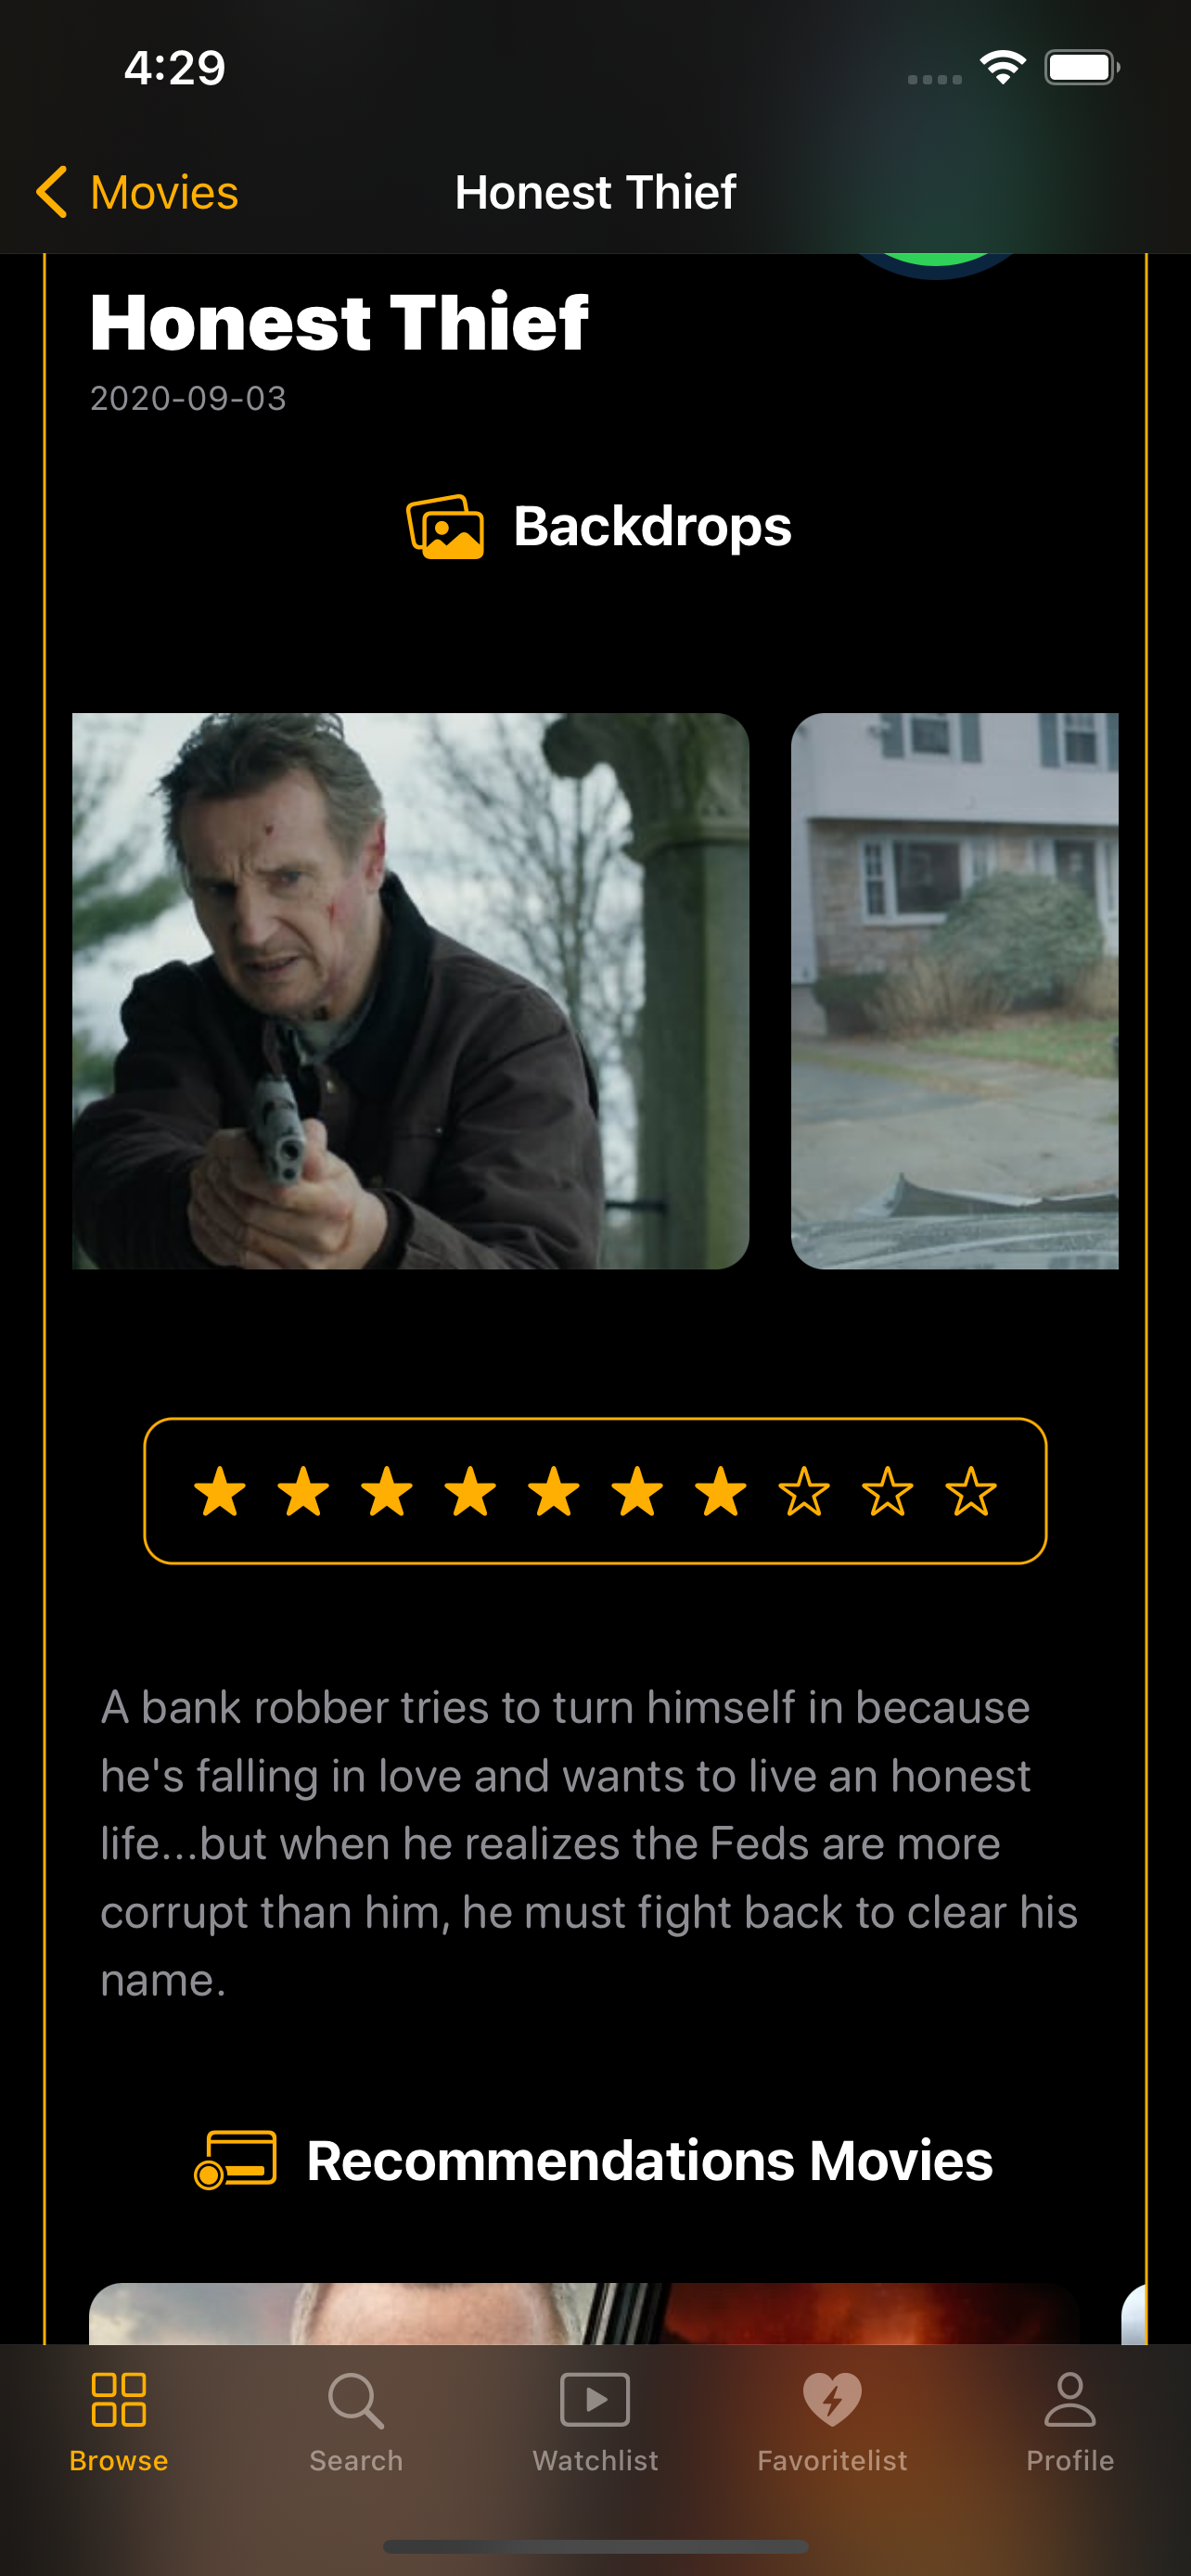 4:29
Movies
Honest Thief
Honest Thief
2020-09-03
Backdrops
A bank robber tries to turn himself in because
he's falling in love and wants to live an honest
life...but when he realizes the Feds are more
corrupt than him, he must fight back to clear his
name.
Recommendations Movies
Browse
Search
Watchlist
Favoritelist
Profile